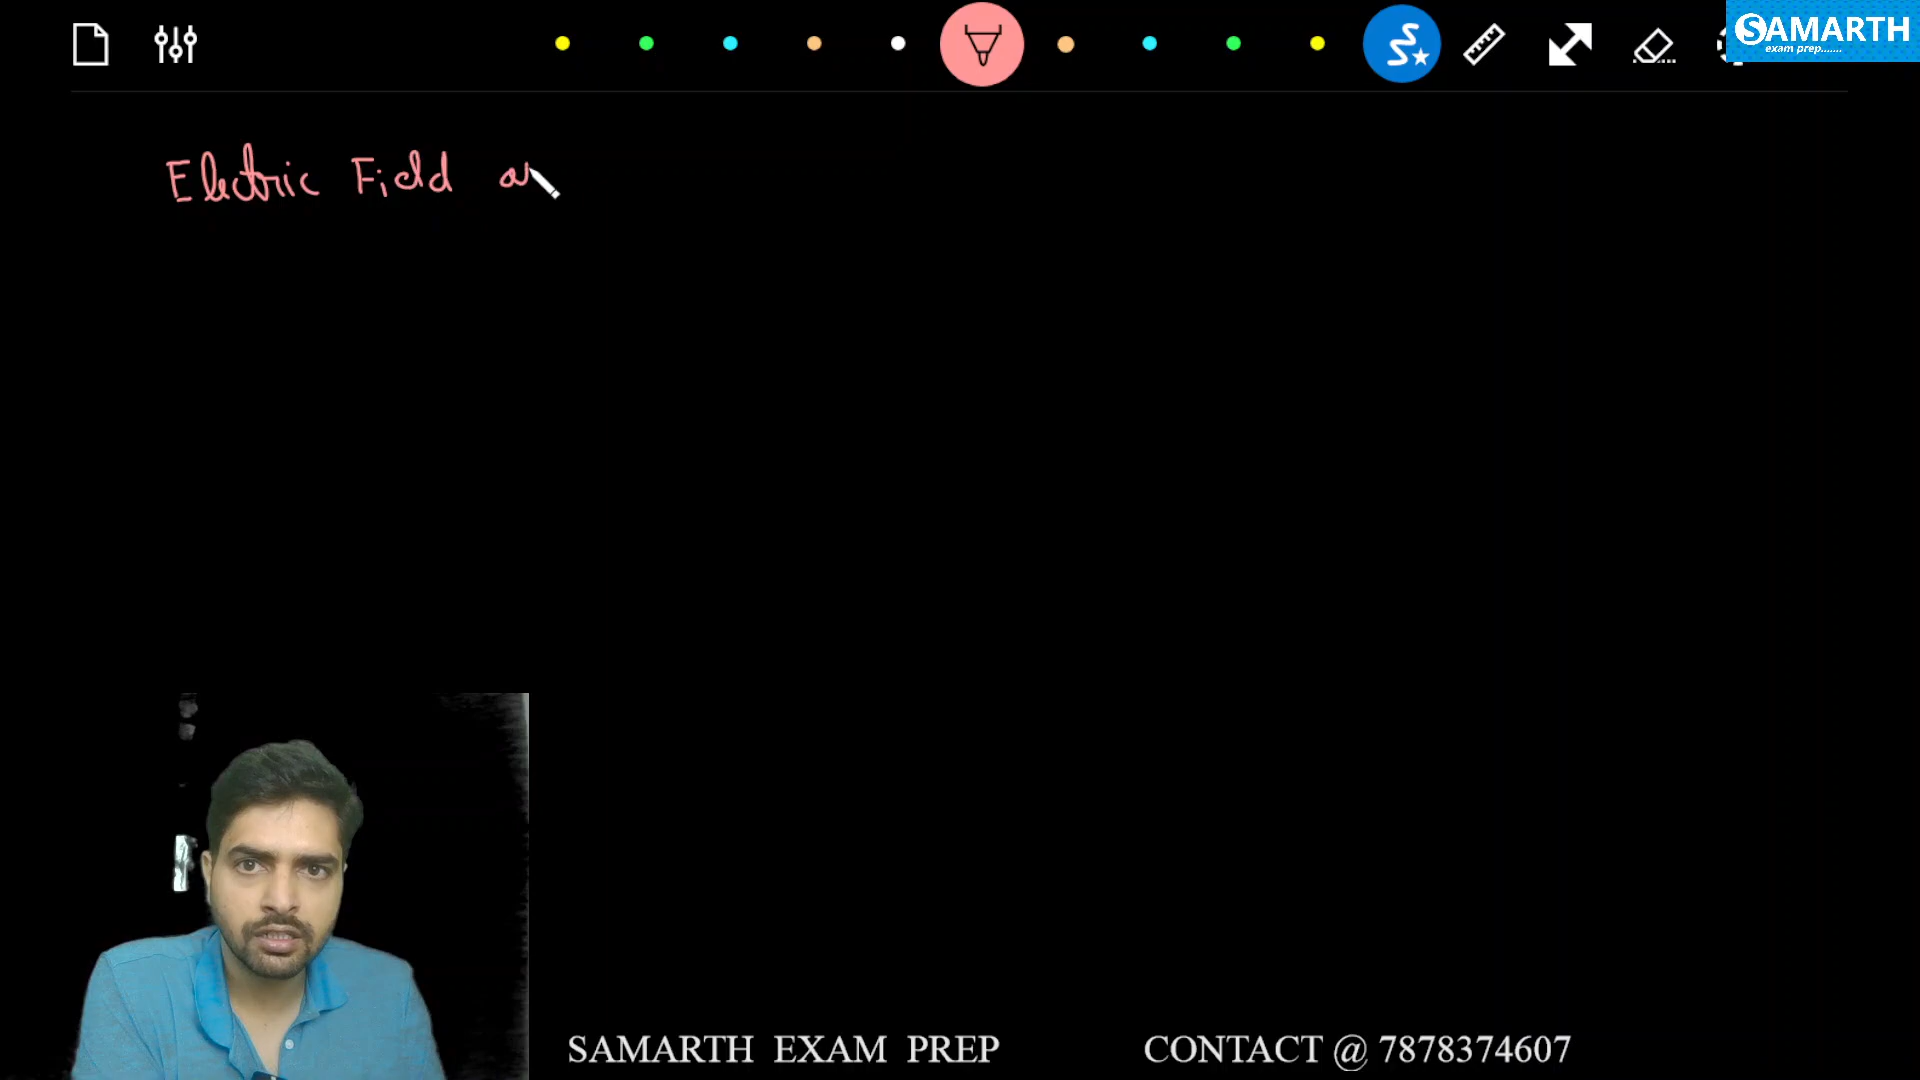 SAMARTH
exam prep.......
Electric Field
SAMARTH EXAM PREP
CONTACT @ 7878374607